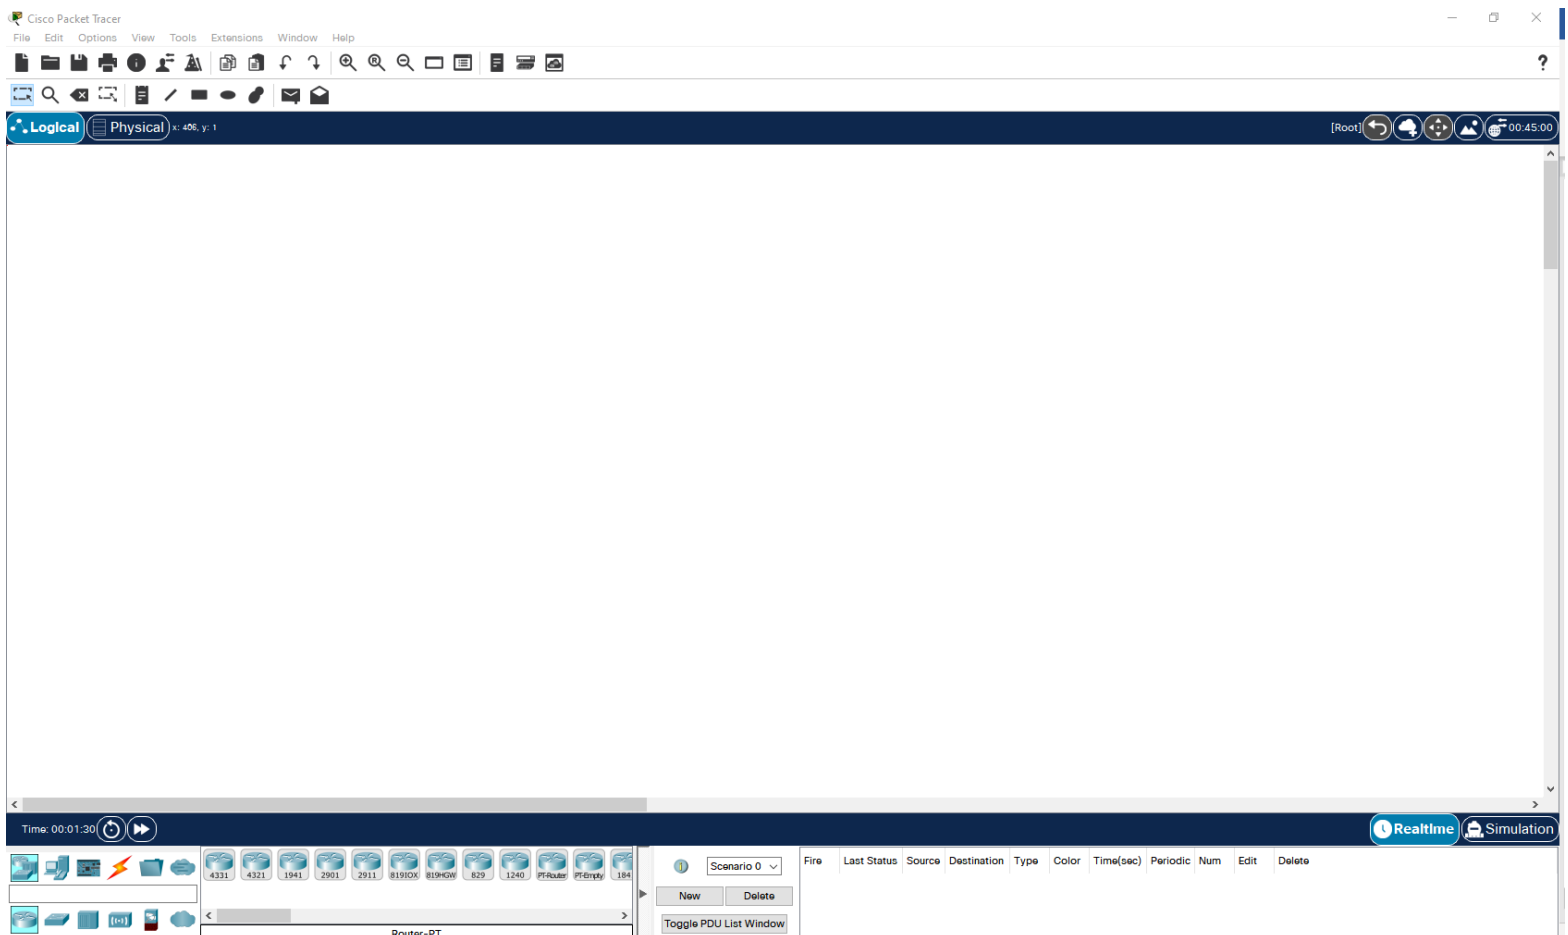 Cisco Packet Tracer
File Edit Options View Tools Extensions Window Help
?
Logical Physical x: 406, y: 1 [Root] 00:45:00
Time: 00:01:30 Realtime Simulation
4331 4321 1941 2901 2911 819IOX 819HGW 829 1240 PT-Router PT-Empty 184
Scenario 0
Fire Last Status Source Destination Type Color Time(sec) Periodic Num Edit Delete
New Delete
Toggle PDU List Window
Router-PT